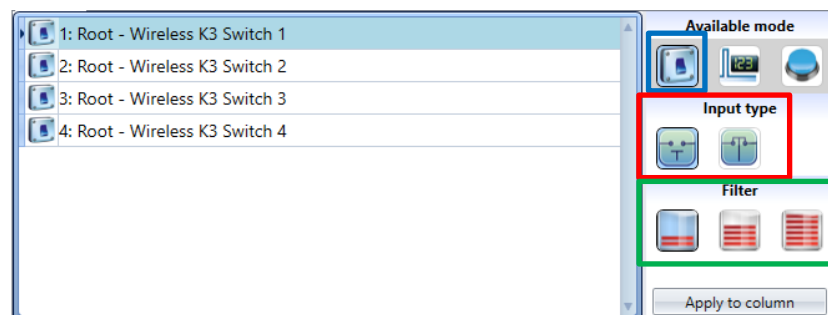 1: Root - Wireless K3 Switch 1
2: Root - Wireless K3 Switch 2
3: Root - Wireless K3 Switch 3
4: Root - Wireless K3 Switch 4
Available mode
123
Input type
Filter
Apply to column